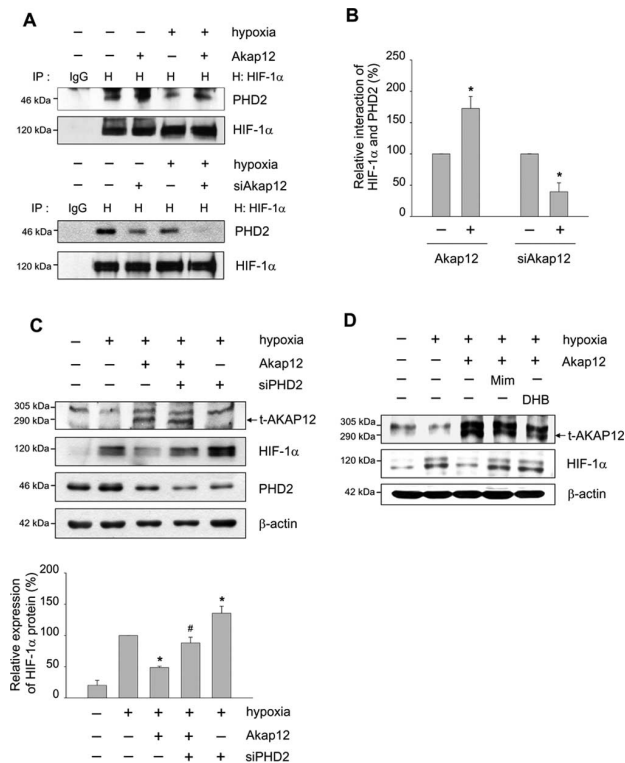 A
– – – + + hypoxia
– – + – + Akap12
IP : IgG H H H H H: HIF-1α
46 kDa PHD2
120 kDa HIF-1α
– – – + + hypoxia
– – + – + siAkap12
IP : IgG H H H H H: HIF-1α
46 kDa PHD2
120 kDa HIF-1α
B
Relative interaction of
HIF-1α and PHD2 (%)
200
150
100
50
0
* *
– + – +
Akap12 siAkap12
C
– + + + + hypoxia
– – + + – Akap12
– – – + + siPHD2
305 kDa
290 kDa t-AKAP12
120 kDa HIF-1α
46 kDa PHD2
42 kDa β-actin
Relative expression
of HIF-1α protein (%)
200
150
100
50
0
* # *
– + + + + hypoxia
– – + + – Akap12
– – – + + siPHD2
D
– + + + + hypoxia
– – + + + Akap12
– – – Mim –
– – – – DHB
305 kDa
290 kDa t-AKAP12
120 kDa HIF-1α
42 kDa β-actin